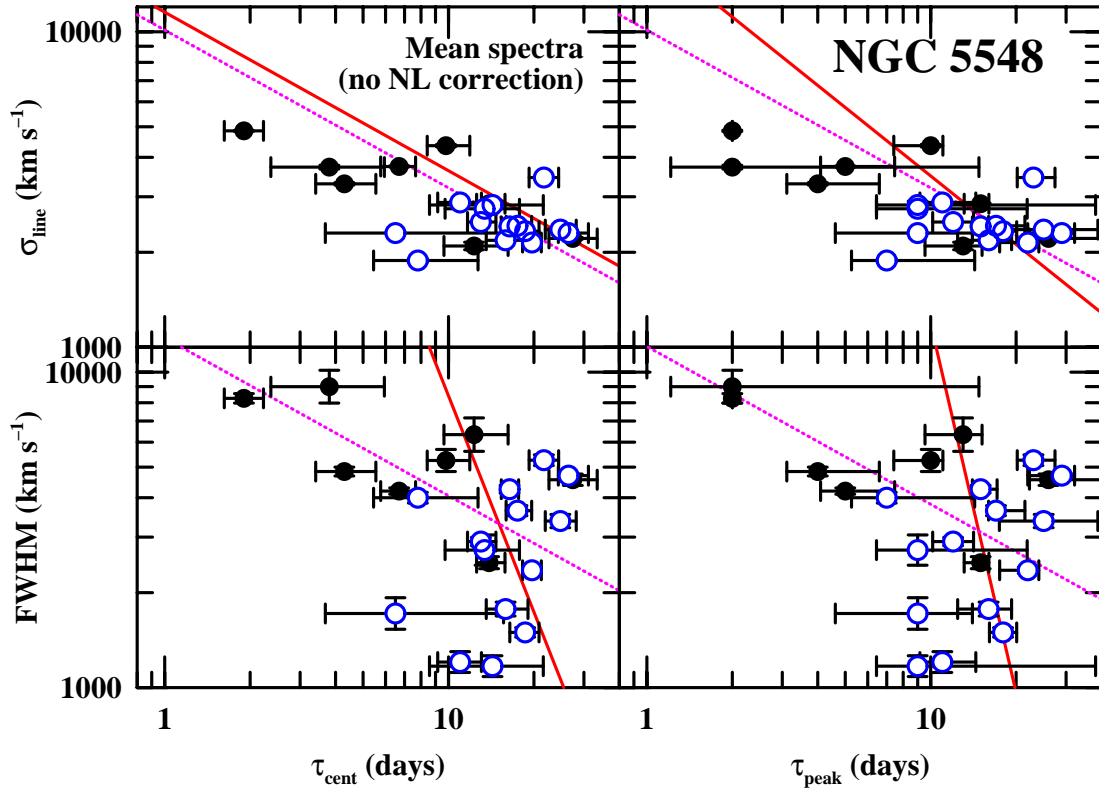 Mean spectra
(no NL correction)
NGC 5548
10000
σline (km s⁻¹)
1000
10000
FWHM (km s⁻¹)
1000
1 10 1 10
τcent (days) τpeak (days)